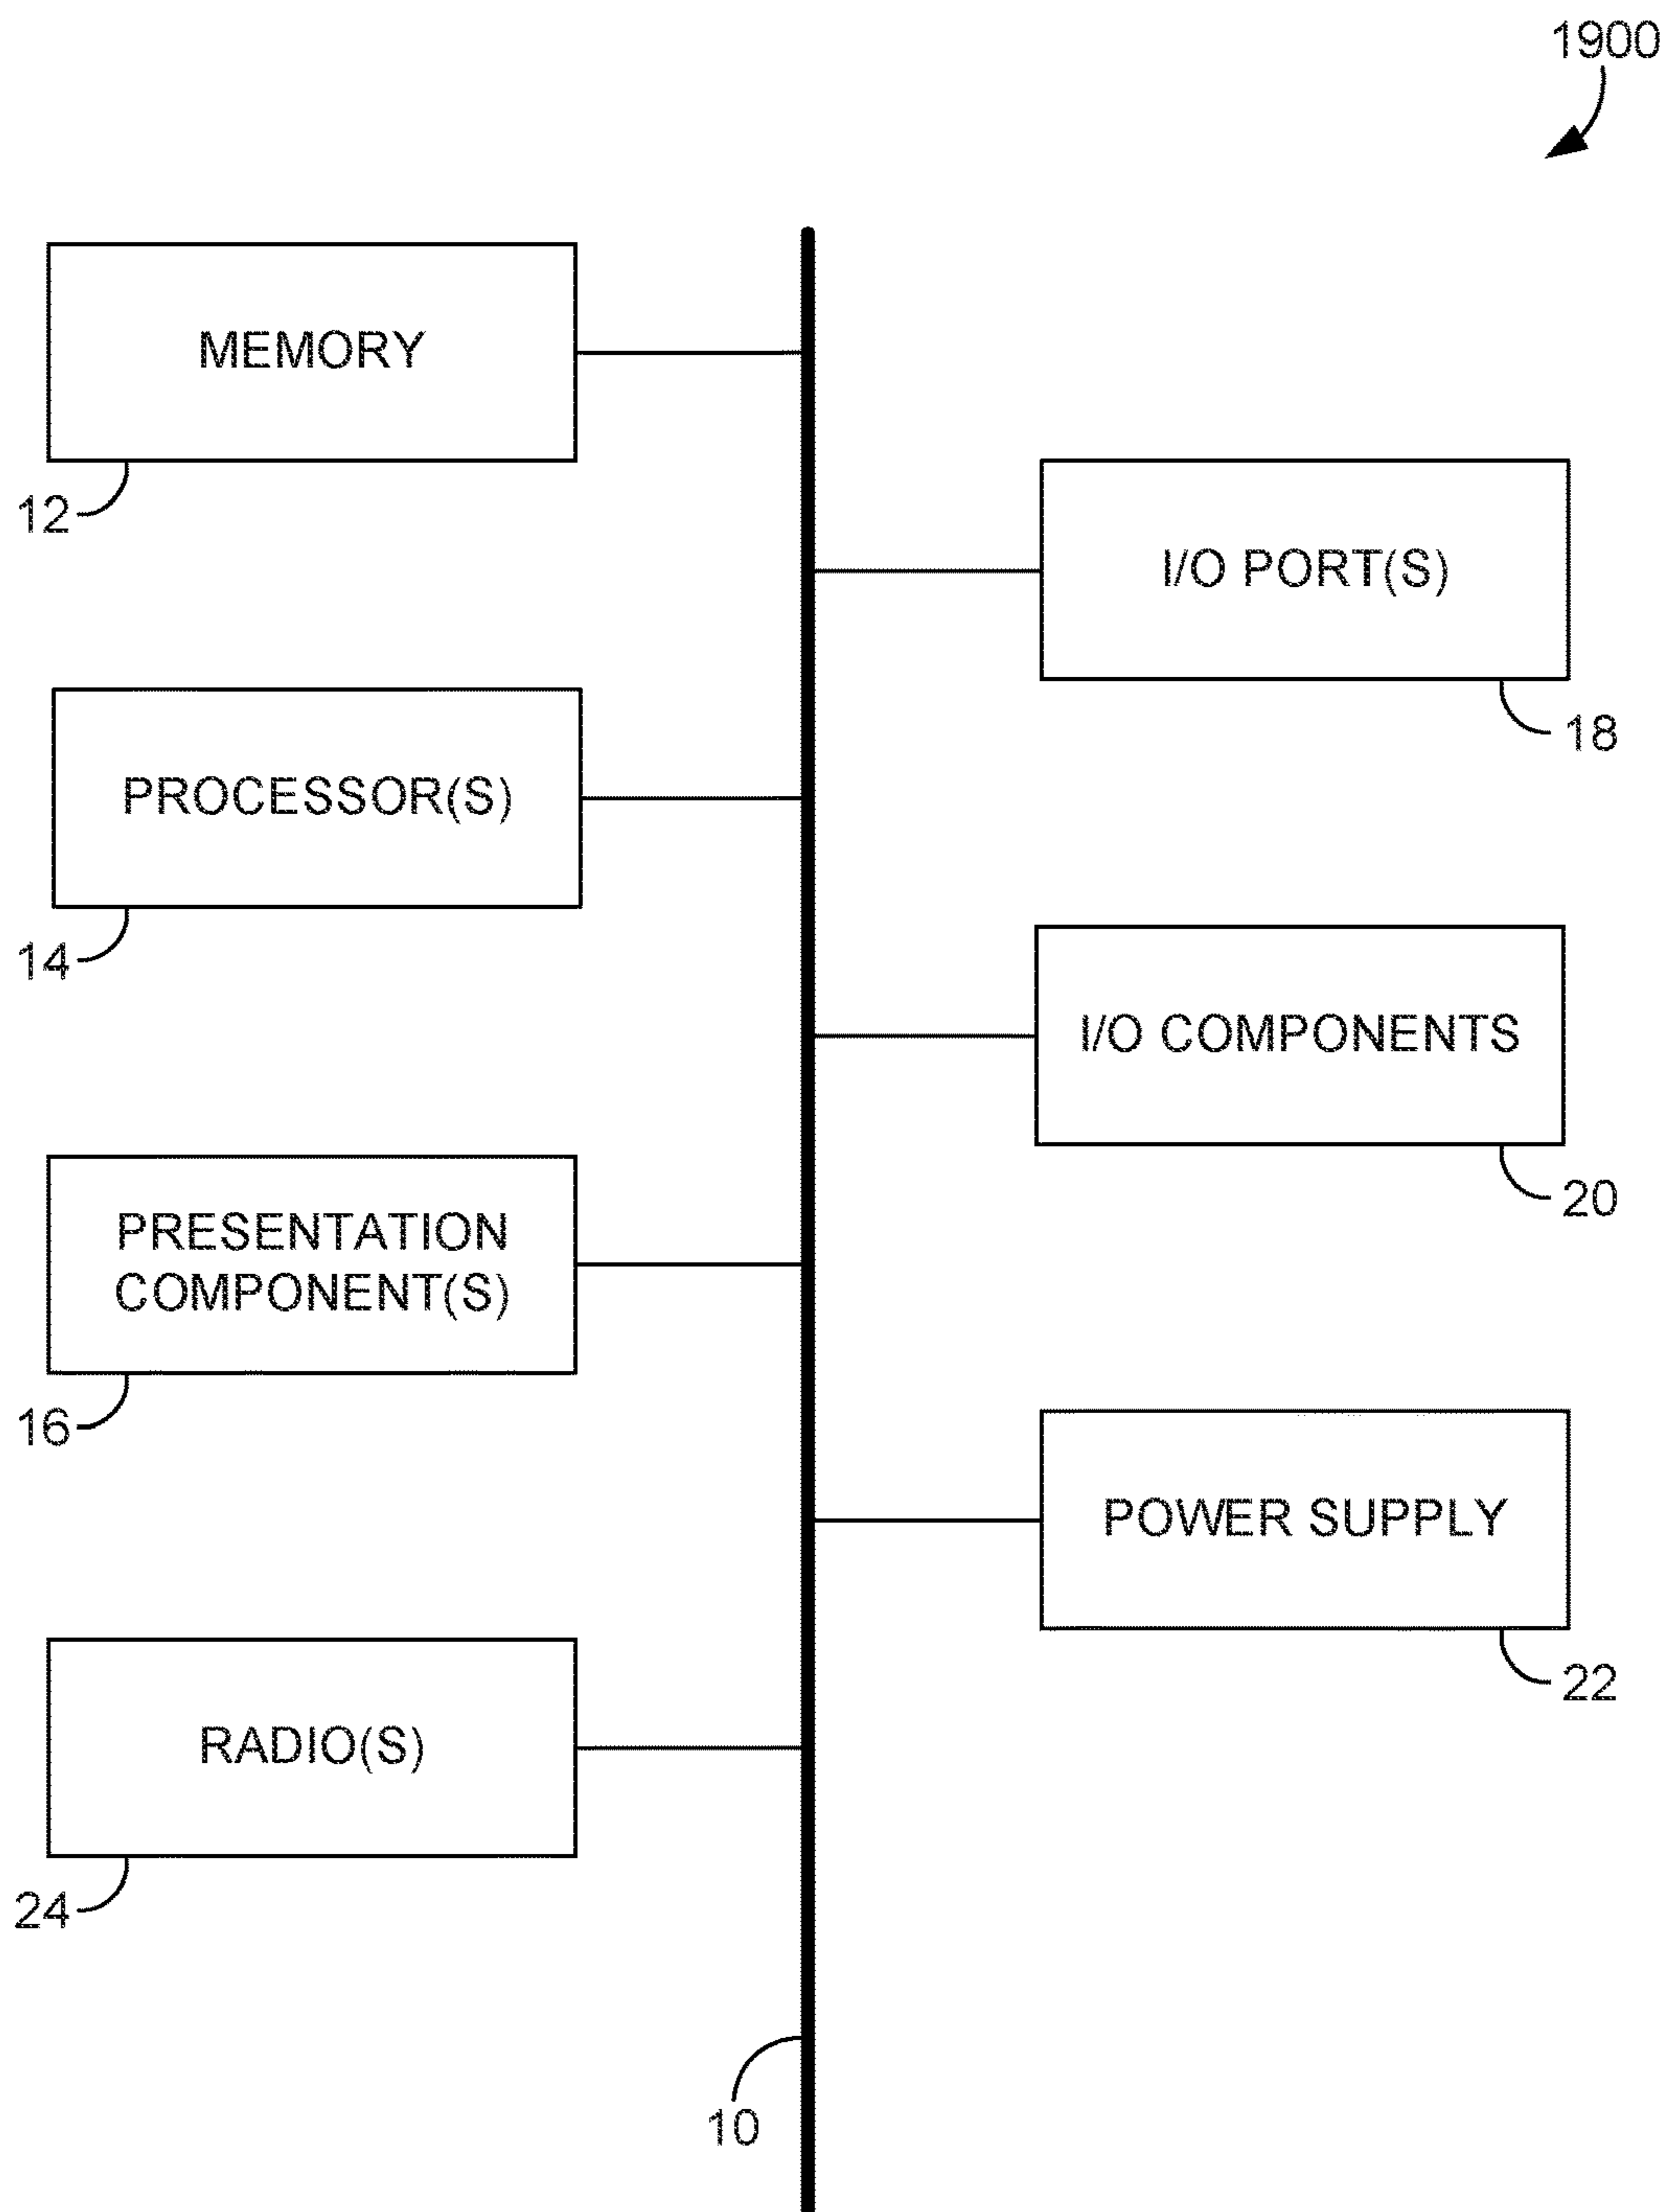 1900
MEMORY
12
I/O PORT(S)
18
PROCESSOR(S)
14
I/O COMPONENTS
20
PRESENTATION
COMPONENT(S)
16
POWER SUPPLY
22
RADIO(S)
24
10